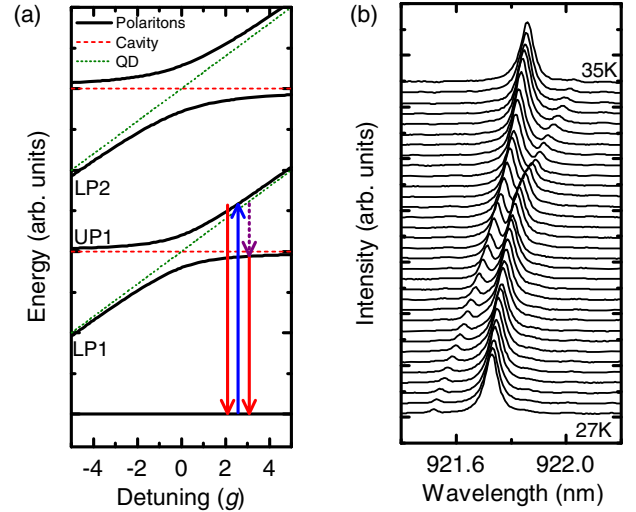 (a)
Polaritons
Cavity
QD
LP2
UP1
LP1
Energy (arb. units)
-4 -2 0 2 4
Detuning (g)
(b)
35K
27K
Intensity (arb. units)
921.6 922.0
Wavelength (nm)